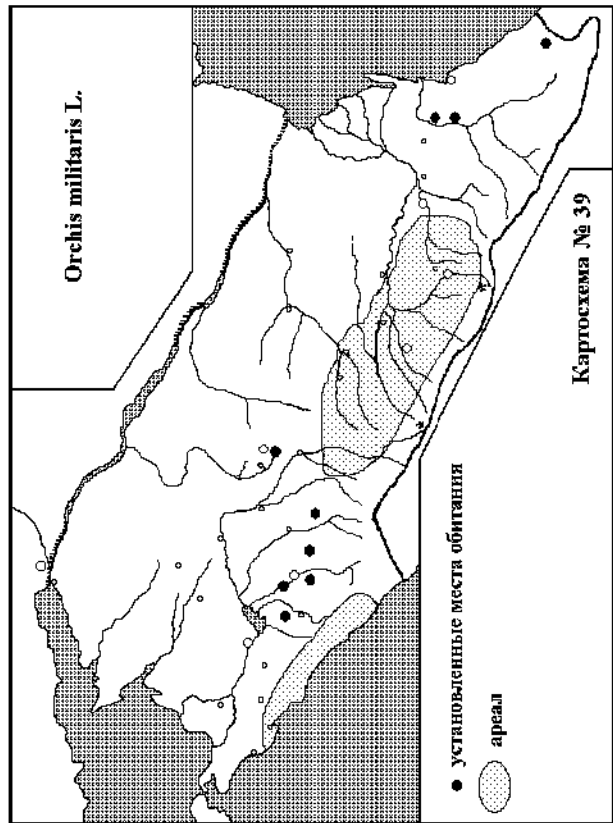 Orchis militaris L.
Картосхема № 39
установленные места обитания
ареал